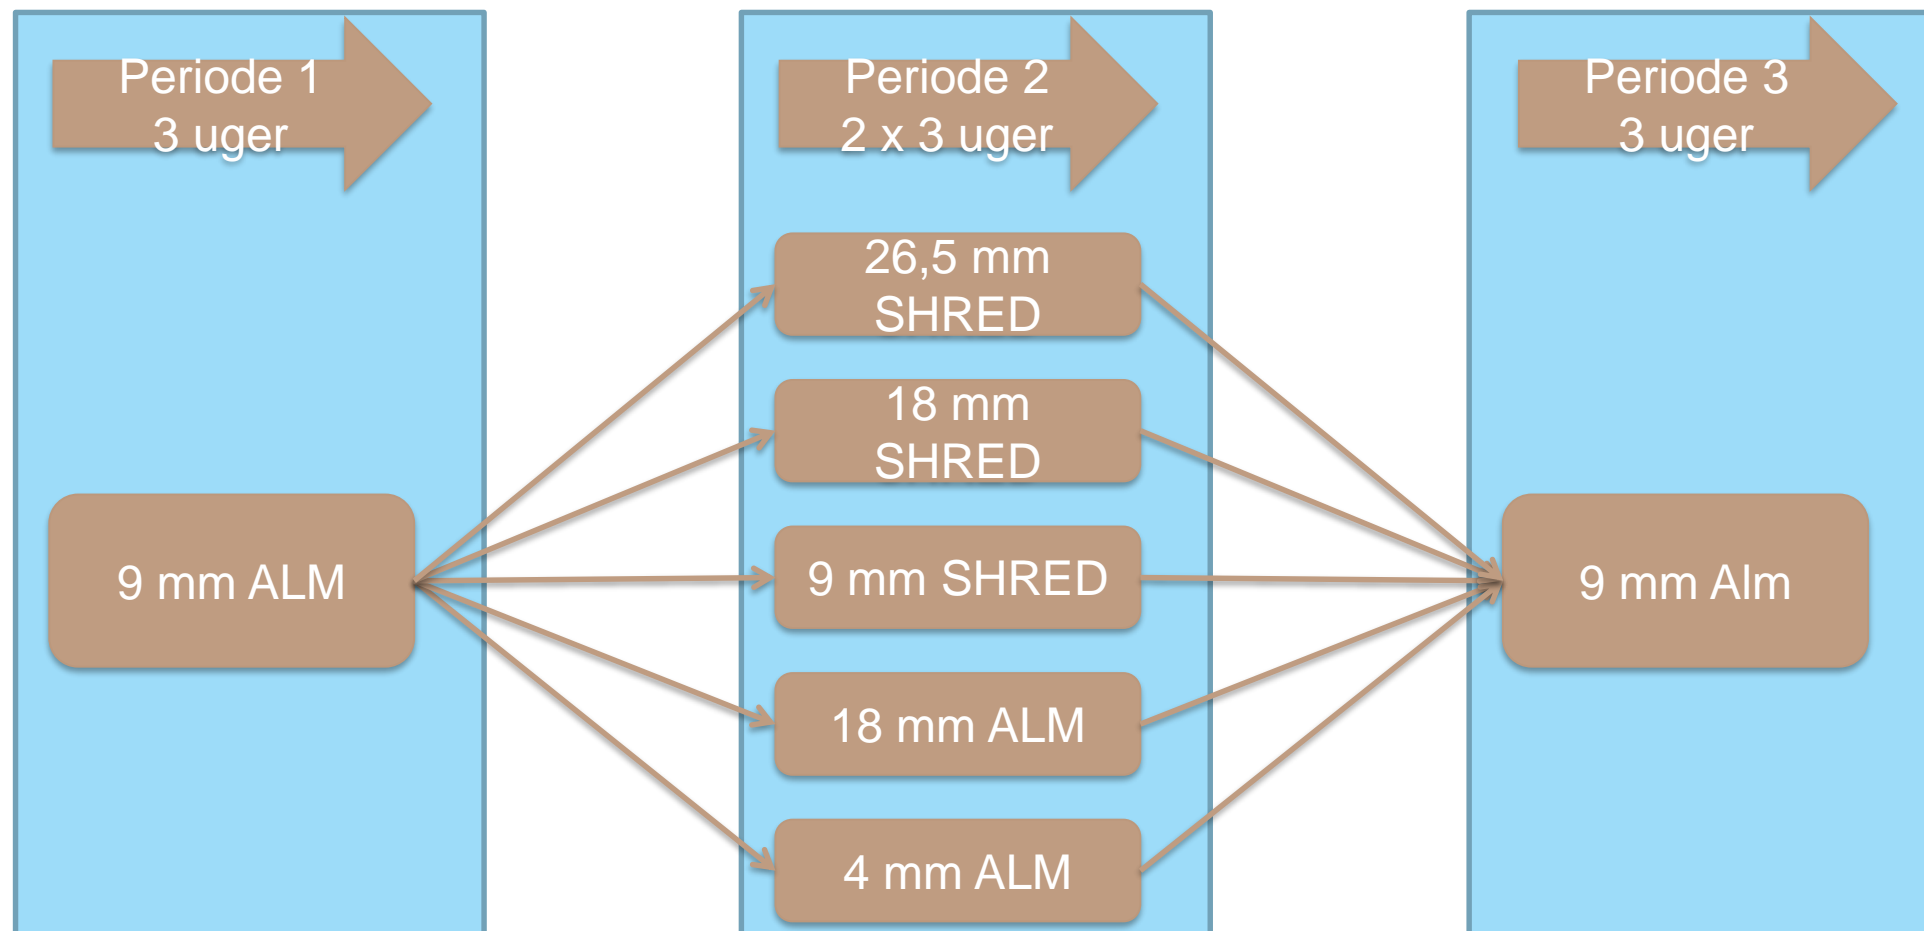 Periode 1
3 uger
9 mm ALM
Periode 2
2 x 3 uger
26,5 mm
SHRED
18 mm
SHRED
9 mm SHRED
18 mm ALM
4 mm ALM
Periode 3
3 uger
9 mm Alm